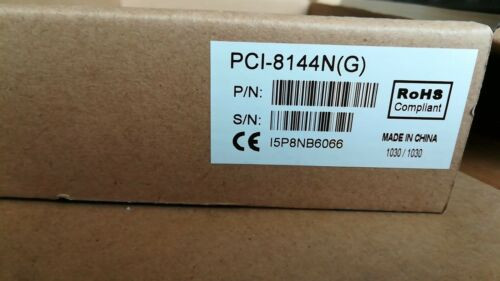 PCI-8144N(G)
P/N:
S/N:
CE I5P8NB6066
RoHS
Compliant
MADE IN CHINA
1030 / 1030